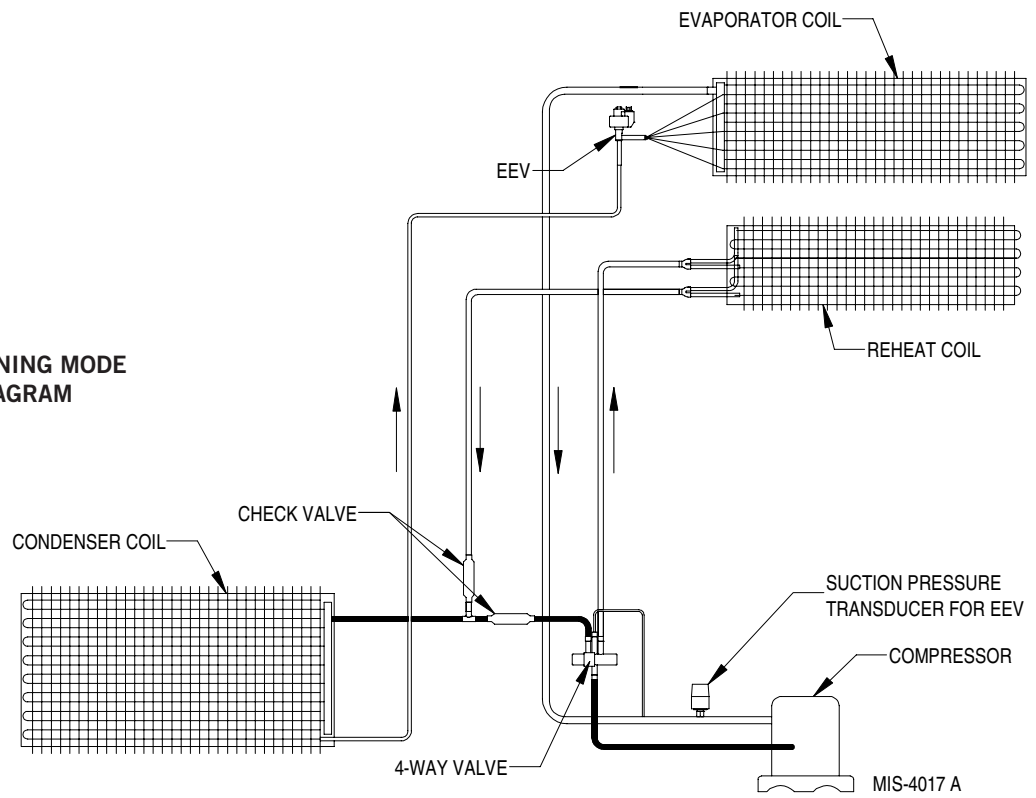 EVAPORATOR COIL
EEV
REHEAT COIL
NING MODE
AGRAM
CHECK VALVE
CONDENSER COIL
SUCTION PRESSURE
TRANSDUCER FOR EEV
COMPRESSOR
4-WAY VALVE
MIS-4017 A